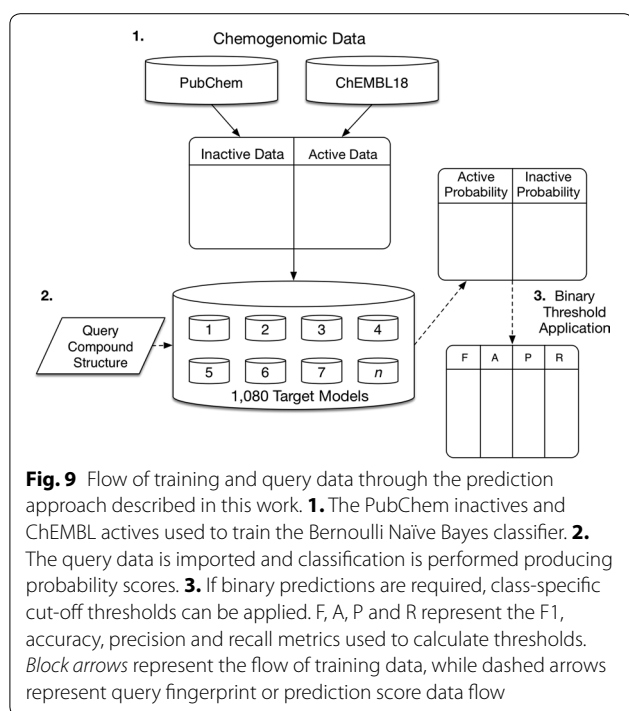 1.
Chemogenomic Data
PubChem
ChEMBL18
Inactive Data
Active Data
Active
Probability
Inactive
Probability
2.
Query
Compound
Structure
1
2
3
4
5
6
7
n
1,080 Target Models
3. Binary
Threshold
Application
F
A
P
R
Fig. 9 Flow of training and query data through the prediction
approach described in this work. 1. The PubChem inactives and
ChEMBL actives used to train the Bernoulli Naïve Bayes classifier. 2.
The query data is imported and classification is performed producing
probability scores. 3. If binary predictions are required, class-specific
cut-off thresholds can be applied. F, A, P and R represent the F1,
accuracy, precision and recall metrics used to calculate thresholds.
Block arrows represent the flow of training data, while dashed arrows
represent query fingerprint or prediction score data flow